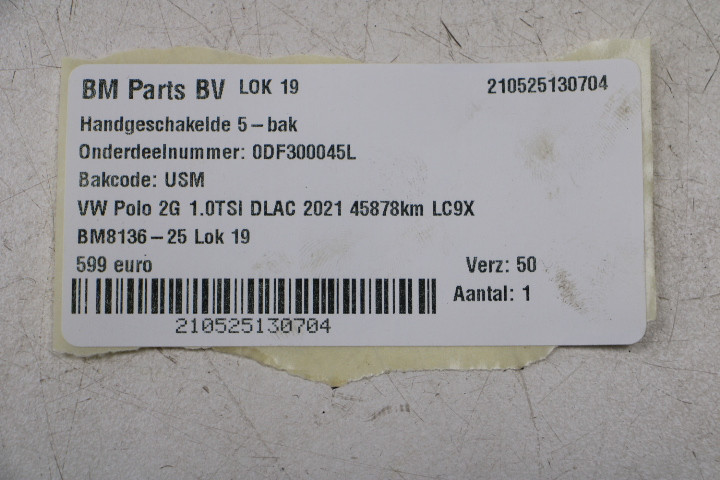 BM Parts BV LOK 19 210525130704
Handgeschakelde 5-bak
Onderdeelnummer: 0DF300045L
Bakcode: USM
VW Polo 2G 1.0TSI DLAC 2021 45878km LC9X
BM8136-25 Lok 19
599 euro Verz: 50
Aantal: 1
210525130704